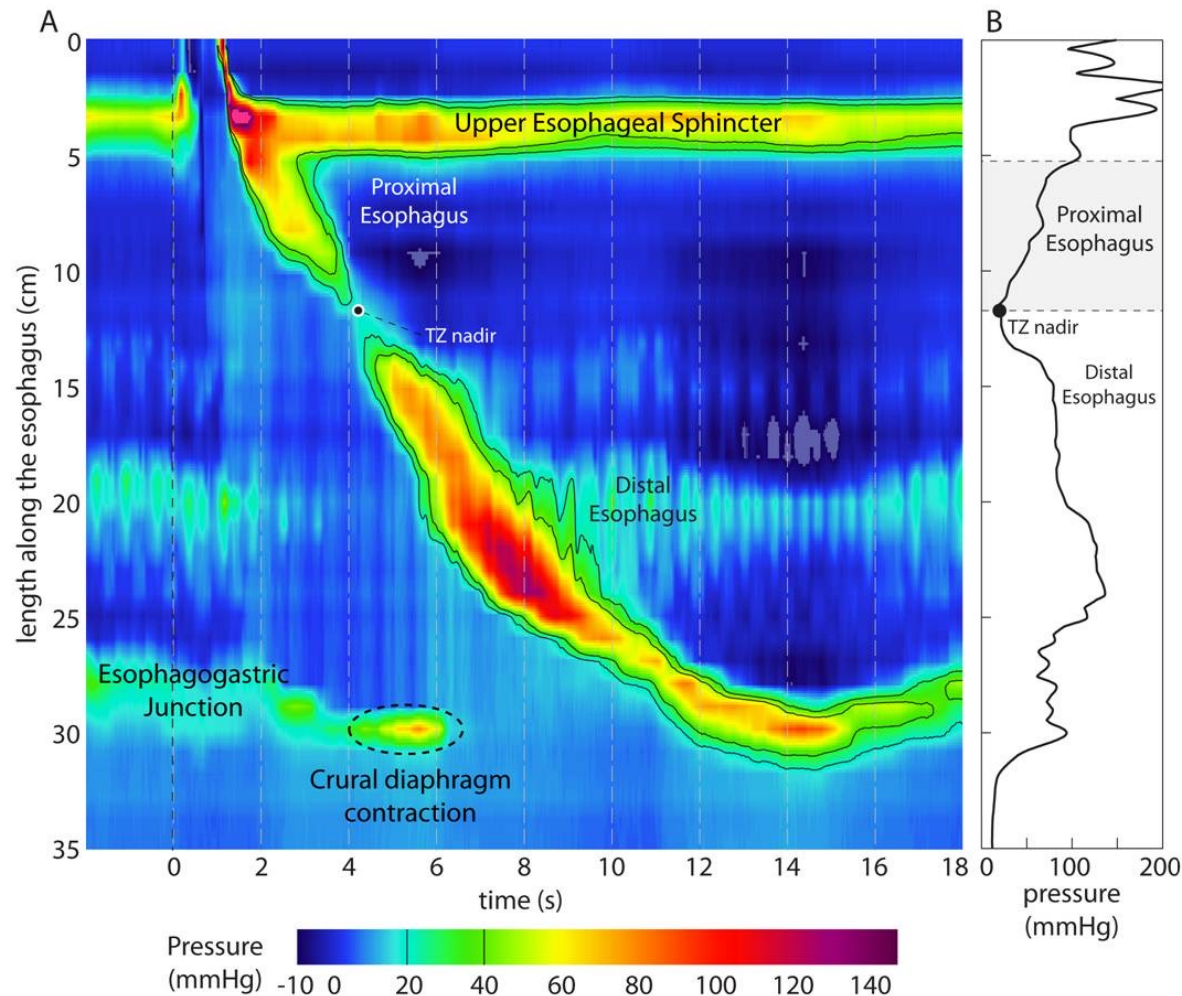 A
B
0
5
10
15
20
25
30
35
length along the esophagus (cm)
Upper Esophageal Sphincter
Proximal
Esophagus
TZ nadir
Distal
Esophagus
Esophagogastric
Junction
Crural diaphragm
contraction
0 2 4 6 8 10 12 14 16 18
time (s)
Proximal
Esophagus
TZ nadir
Distal
Esophagus
0 100 200
pressure
(mmHg)
Pressure
(mmHg)
-10 0 20 40 60 80 100 120 140